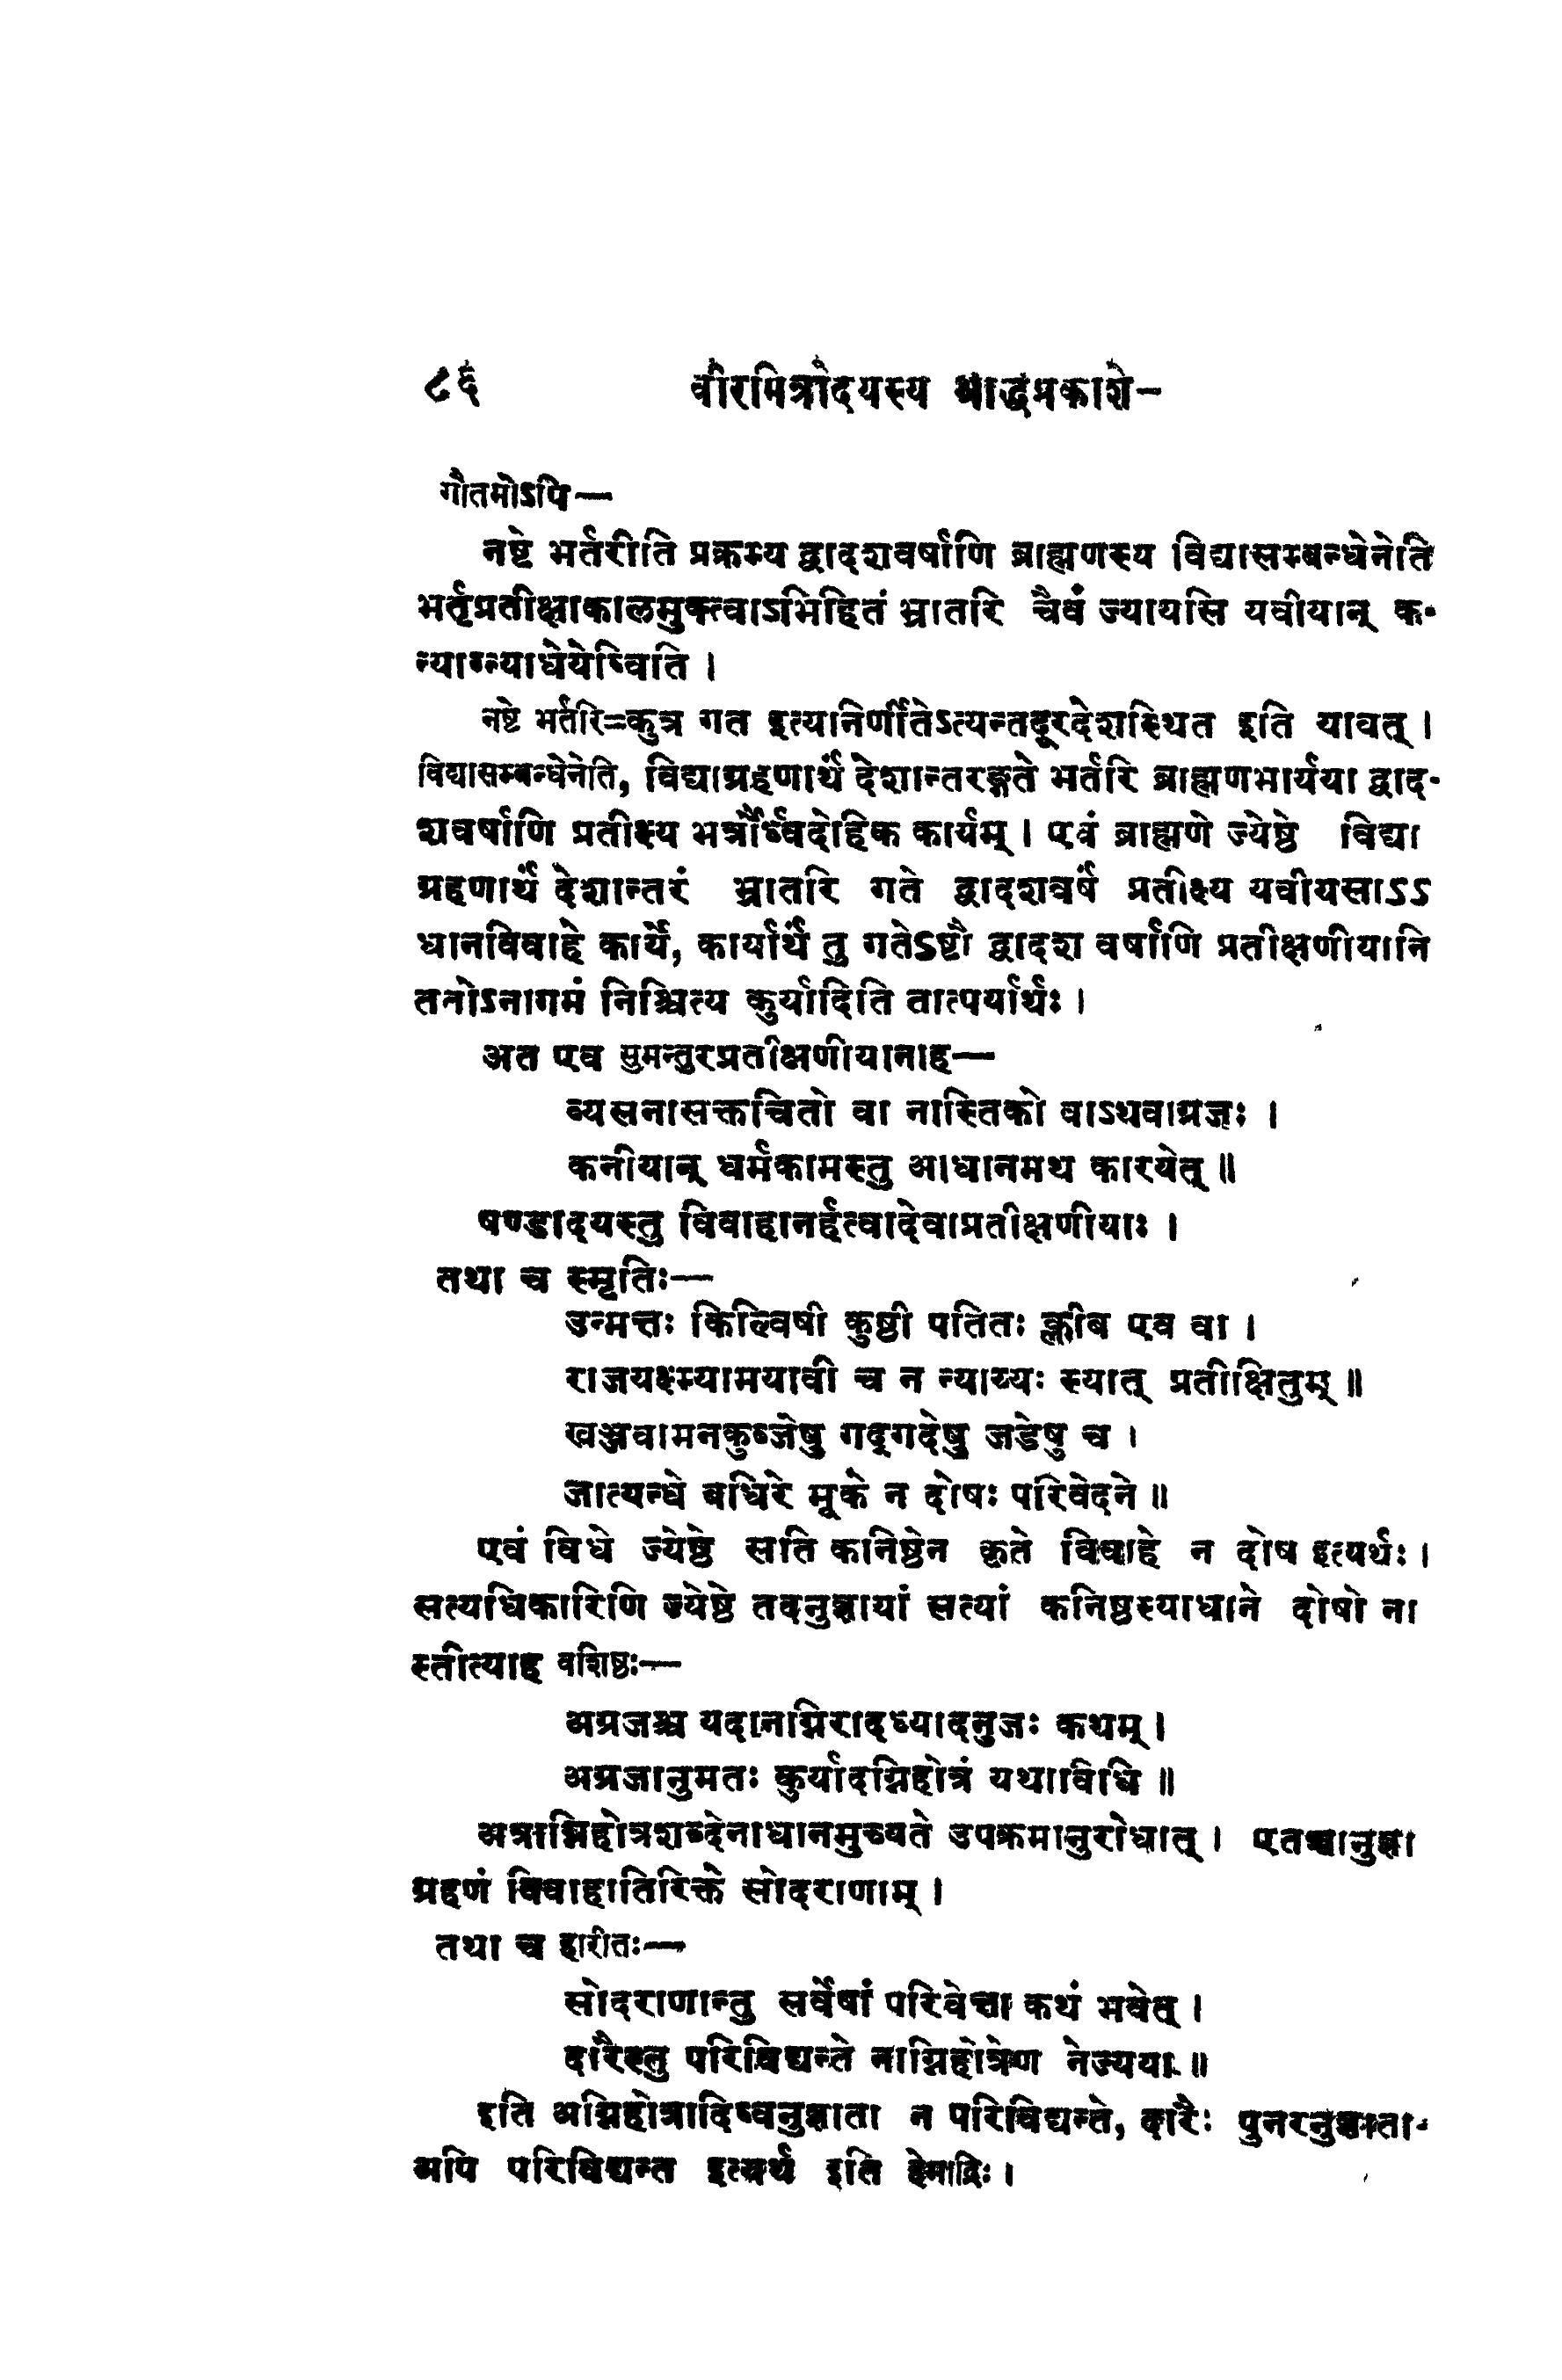 ८६ वीरमित्रोदयस्य श्राद्धप्रकाशे-
गौतमोऽपि—
नष्टे भर्तरीति प्रक्रम्य द्वादशवर्षाणि ब्राह्मणस्य विद्यासम्बन्धेनेति
भर्तृप्रतीक्षाकालमुक्त्वाऽभिहितं भ्रातरि चैवं ज्यायसि यवीयान् क-
न्याग्न्याधेयेष्विति ।
नष्टे भर्तरि=कुत्र गत इत्यानिर्णीतेऽत्यन्तदूरदेशस्थित इति यावत् ।
विद्यासम्बन्धेनेति, विद्याग्रहणार्थं देशान्तरङ्गते भर्तरि ब्राह्मणभार्यया द्वाद-
शवर्षाणि प्रतीक्ष्य भर्त्रौर्ध्वदेहिक कार्यम् । एवं ब्राह्मणे ज्येष्ठे विद्या
ग्रहणार्थं देशान्तरं भ्रातरि गते द्वादशवर्षं प्रतीक्ष्य यवीयसाऽऽ
धानविवाहे कार्ये, कार्यार्थं तु गतेऽष्टौ द्वादश वर्षाणि प्रतीक्षणीयानि
ततोऽनागमं निश्चित्य कुर्यादिति तात्पर्यार्थः ।
अत एव सुमन्तुरप्रतीक्षणीयानाह—
व्यसनासक्तचितो वा नास्तिको वाऽथवाग्रजः ।
कनीयान् धर्मकामस्तु आधानमथ कारयेत् ॥
षण्डादयस्तु विवाहानर्हत्वादेवाप्रतीक्षणीयाः ।
तथा च स्मृतिः—
उन्मत्तः किल्विषी कुष्ठी पतितः क्लीब एव वा ।
राजयक्ष्म्यामयावी च न न्याय्यः स्यात् प्रतीक्षितुम् ॥
खञ्जवामनकुब्जेषु गद्गदेषु जडेषु च ।
जात्यन्धे बधिरे मूके न दोषः परिवेदने ॥
एवं विधे ज्येष्ठे सति कनिष्ठेन कृते विवाहे न दोष इत्यर्थः ।
सत्यधिकारिणि ज्येष्ठे तदनुज्ञायां सत्यां कनिष्ठस्याधाने दोषो ना
स्तीत्याह वशिष्ठः—
अग्रजश्च यदानग्निरादध्यादनुजः कथम् ।
अग्रजानुमतः कुर्यादग्निहोत्रं यथाविधि ॥
अत्राग्निहोत्रशब्देनाधानमुच्यते उपक्रमानुरोधात् । एतच्चानुज्ञा
ग्रहणं विवाहातिरिक्ते सोदराणाम् ।
तथा च हारीतः—
सोदराणान्तु सर्वेषां परिवेत्ता कथं भवेत् ।
दारैस्तु परिविद्यन्ते नाग्निहोत्रेण नेज्यया ॥
इति अग्निहोत्रादिष्वनुज्ञाता न परिविद्यन्ते, दारैः पुनरनुज्ञाता-
अपि परिविद्यन्त इत्यर्थ इति हेमाद्रिः ।